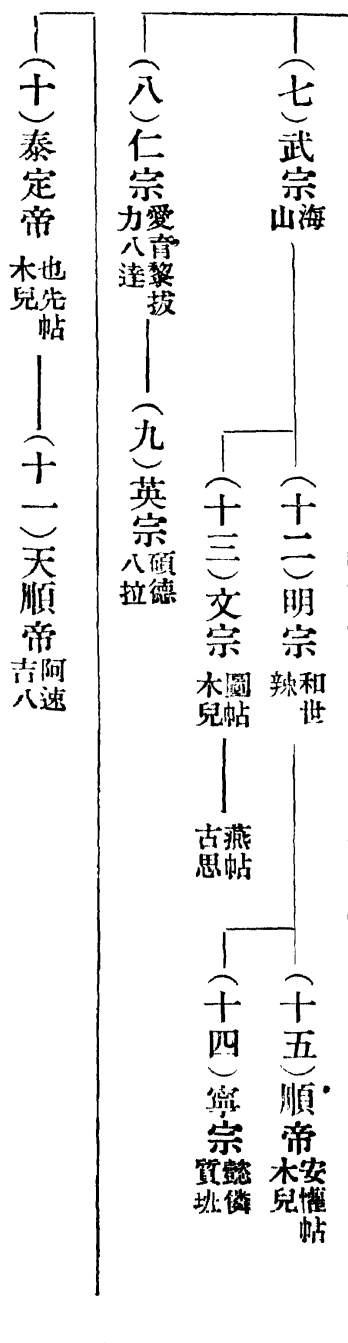 （七）武宗海山
（十二）明宗和世㻋
（十五）順帝安懽帖木兒
（十三）文宗圖帖木兒
燕帖古思
（十四）寧宗懿憐質班
（八）仁宗愛育黎拔力八達
（九）英宗碩德八拉
（十）泰定帝也先帖木兒
（十一）天順帝阿速吉八